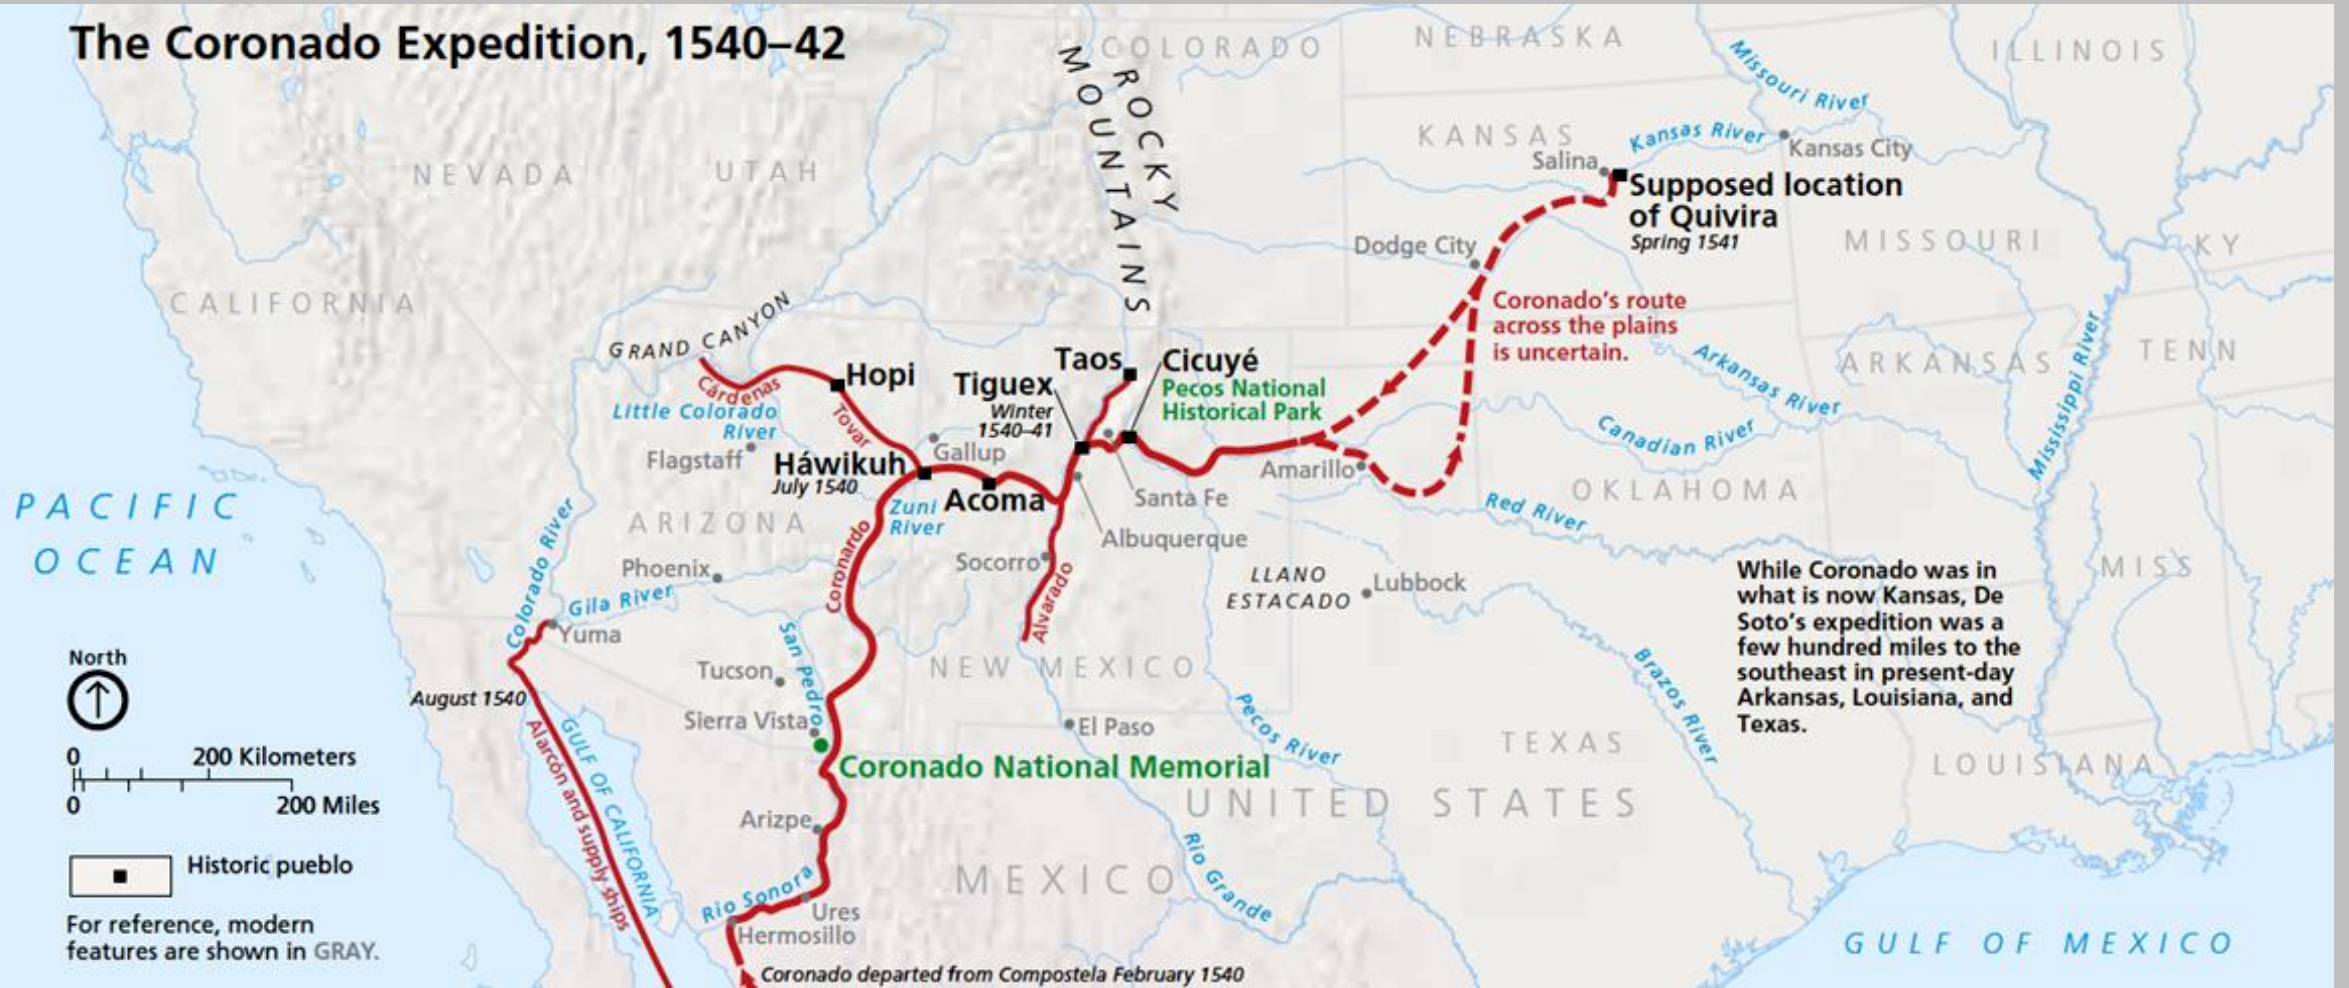 The Coronado Expedition, 1540–42
COLORADO
NEBRASKA
ILLINOIS
Missouri River
ROCKY
MOUNTAINS
KANSAS
Kansas River
Kansas City
Salina
NEVADA
UTAH
Supposed location
of Quivira
Spring 1541
Dodge City
MISSOURI
KY
CALIFORNIA
GRAND CANYON
Coronado's route
across the plains
is uncertain.
Hopi
Cárdenas
Tovar
Taos
Cicuyé
Pecos National
Historical Park
Tiguex
Winter
1540–41
Little Colorado
River
Flagstaff
Háwikuh
July 1540
Gallup
Acoma
Zuni
River
Santa Fe
Albuquerque
Amarillo
Arkansas River
ARKANSAS
TENN
Mississippi River
Canadian River
OKLAHOMA
Red River
PACIFIC
OCEAN
Colorado River
ARIZONA
Phoenix
Gila River
Yuma
Coronardo
Socorro
Alvarado
LLANO
ESTACADO
Lubbock
MISS
While Coronado was in
what is now Kansas, De
Soto's expedition was a
few hundred miles to the
southeast in present-day
Arkansas, Louisiana, and
Texas.
North
August 1540
Tucson
San Pedro
Sierra Vista
NEW MEXICO
El Paso
Pecos River
Brazos River
TEXAS
LOUISIANA
Coronado National Memorial
UNITED STATES
0 200 Kilometers
0 200 Miles
Alarcón and supply ships
GULF OF CALIFORNIA
Arizpe
MEXICO
Rio Grande
Historic pueblo
Rio Sonora
Ures
Hermosillo
For reference, modern
features are shown in GRAY.
GULF OF MEXICO
Coronado departed from Compostela February 1540